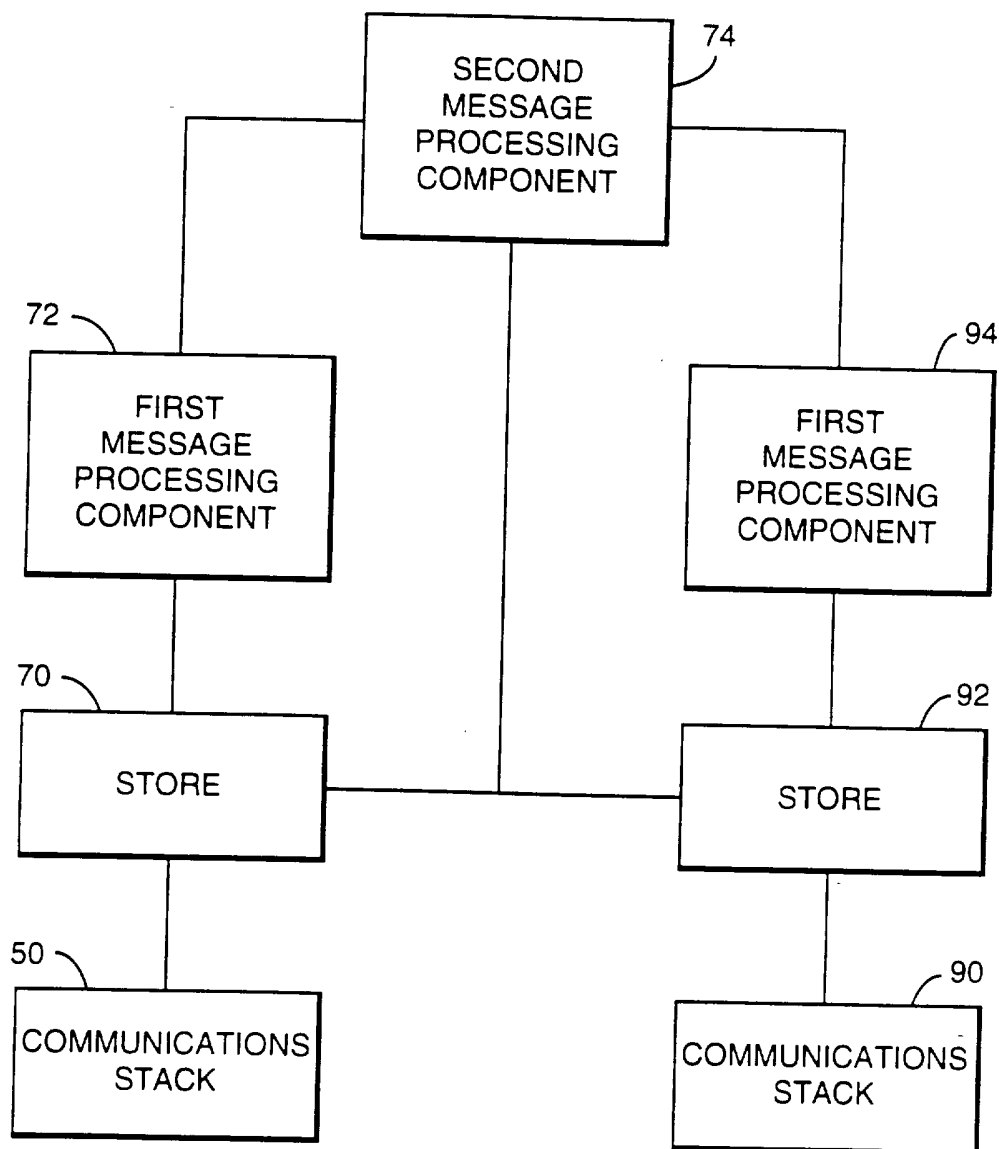 74
SECOND
MESSAGE
PROCESSING
COMPONENT
72
FIRST
MESSAGE
PROCESSING
COMPONENT
94
FIRST
MESSAGE
PROCESSING
COMPONENT
70
STORE
92
STORE
50
COMMUNICATIONS
STACK
90
COMMUNICATIONS
STACK